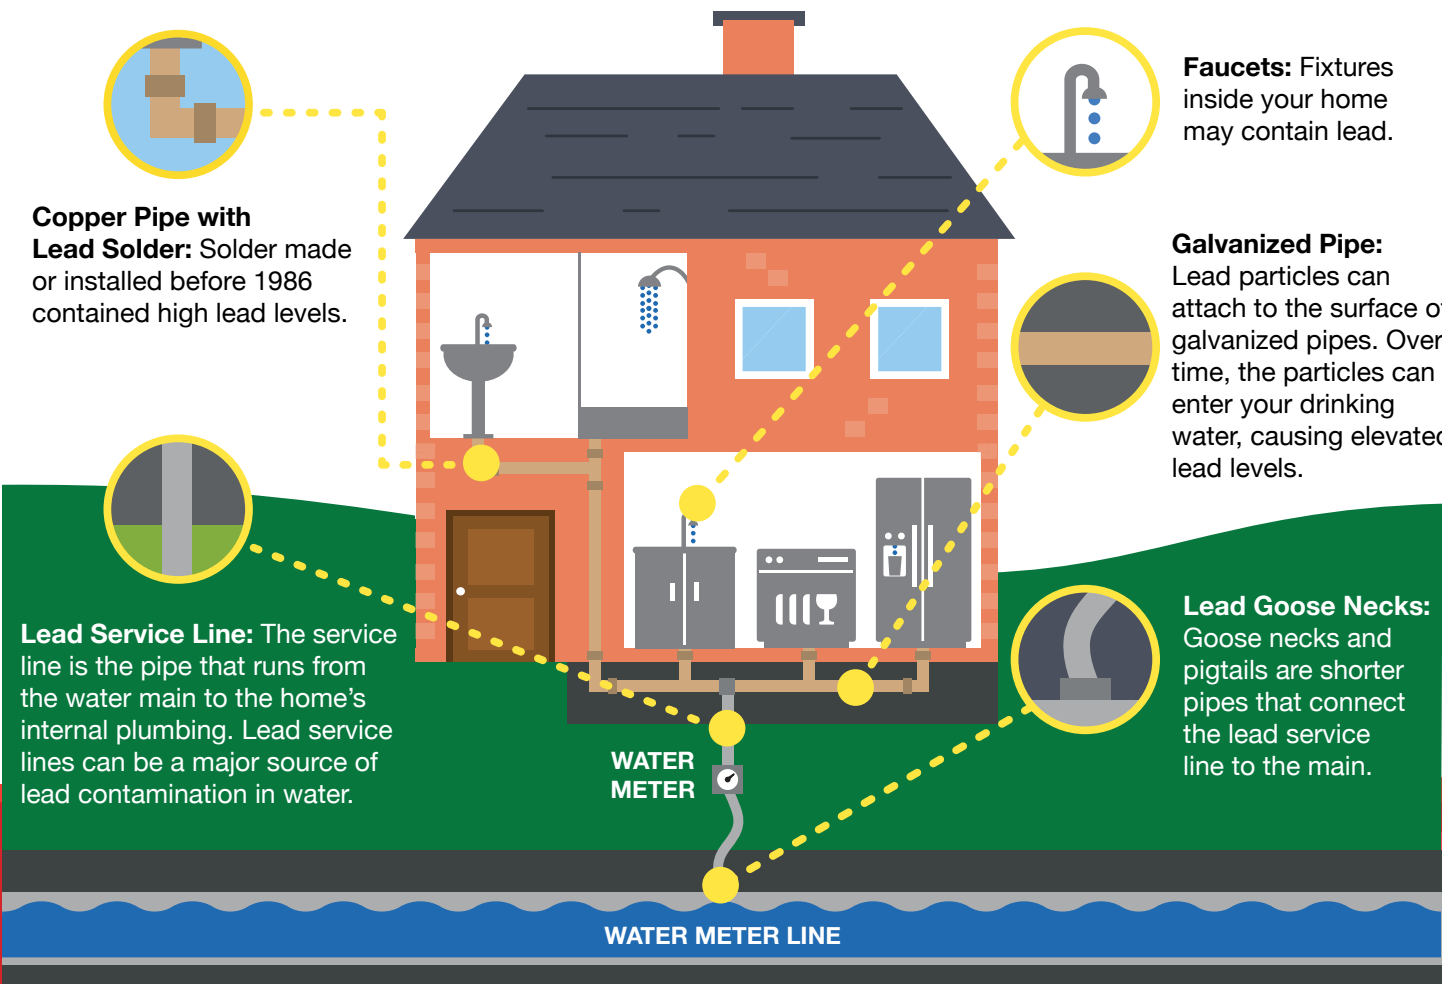 Copper Pipe with
Lead Solder: Solder made
or installed before 1986
contained high lead levels.
Faucets: Fixtures
inside your home
may contain lead.
Galvanized Pipe:
Lead particles can
attach to the surface of
galvanized pipes. Over
time, the particles can
enter your drinking
water, causing elevated
lead levels.
Lead Service Line: The service
line is the pipe that runs from
the water main to the home’s
internal plumbing. Lead service
lines can be a major source of
lead contamination in water.
Lead Goose Necks:
Goose necks and
pigtails are shorter
pipes that connect
the lead service
line to the main.
WATER
METER
WATER METER LINE